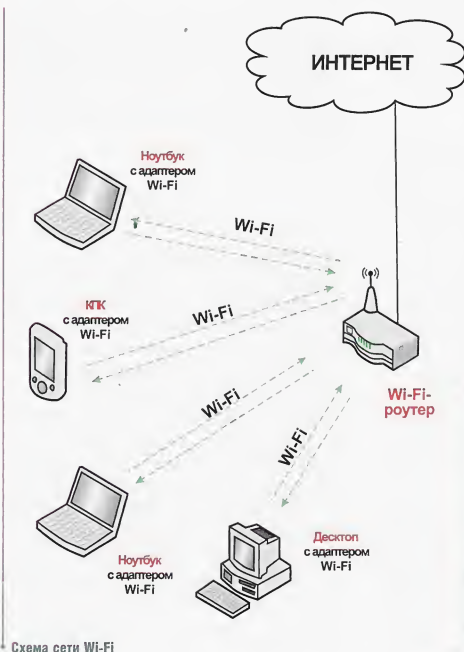 ИНТЕРНЕТ
Ноутбук
с адаптером
Wi-Fi
Wi-Fi
КПК
с адаптером
Wi-Fi
Wi-Fi
Wi-Fi-
роутер
Wi-Fi
Wi-Fi
Ноутбук
с адаптером
Wi-Fi
Десктоп
с адаптером
Wi-Fi
Схема сети Wi-Fi